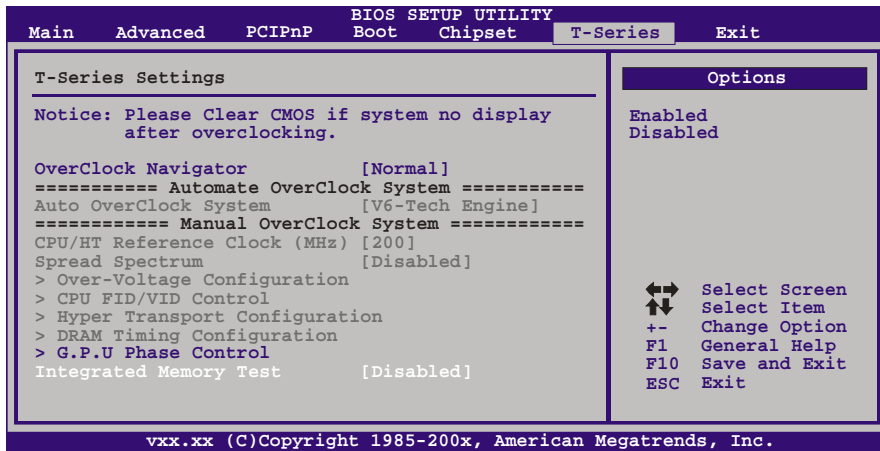 BIOS SETUP UTILITY
Main Advanced PCIPnP Boot Chipset T-Series Exit
T-Series Settings
Notice: Please Clear CMOS if system no display
after overclocking.
OverClock Navigator [Normal]
=========== Automate OverClock System ===========
Auto OverClock System [V6-Tech Engine]
============ Manual OverClock System ============
CPU/HT Reference Clock (MHz) [200]
Spread Spectrum [Disabled]
> Over-Voltage Configuration
> CPU FID/VID Control
> Hyper Transport Configuration
> DRAM Timing Configuration
> G.P.U Phase Control
Integrated Memory Test [Disabled]
Options
Enabled
Disabled
Select Screen
Select Item
+- Change Option
F1 General Help
F10 Save and Exit
ESC Exit
vxx.xx (C)Copyright 1985-200x, American Megatrends, Inc.